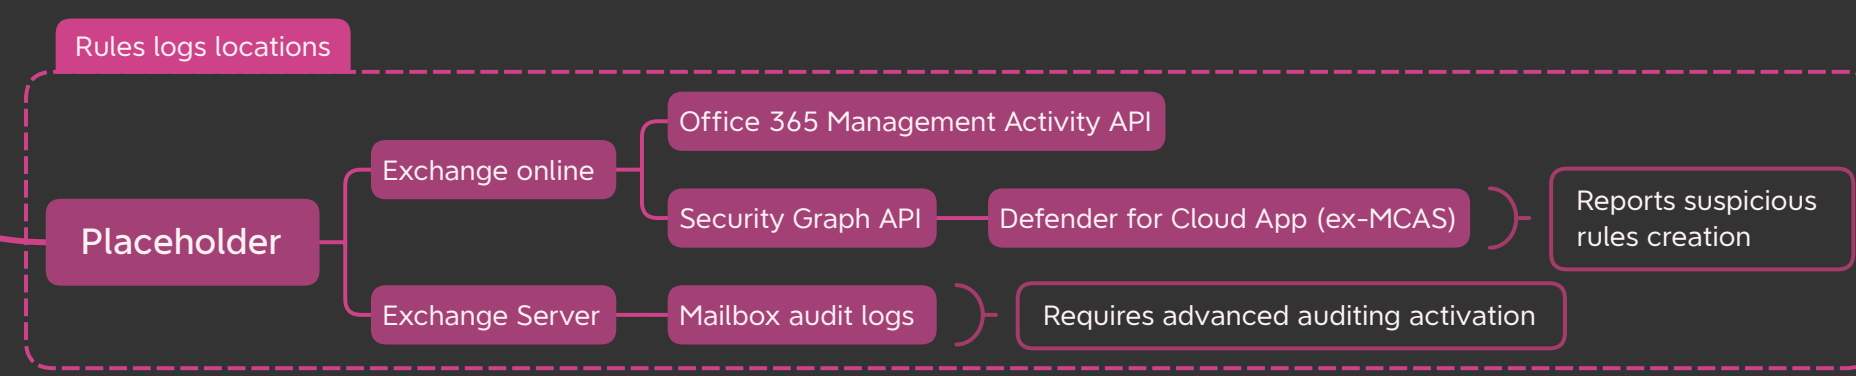 Rules logs locations
Office 365 Management Activity API
Exchange online
Security Graph API
Defender for Cloud App (ex-MCAS)
Reports suspicious
rules creation
Placeholder
Exchange Server
Mailbox audit logs
Requires advanced auditing activation